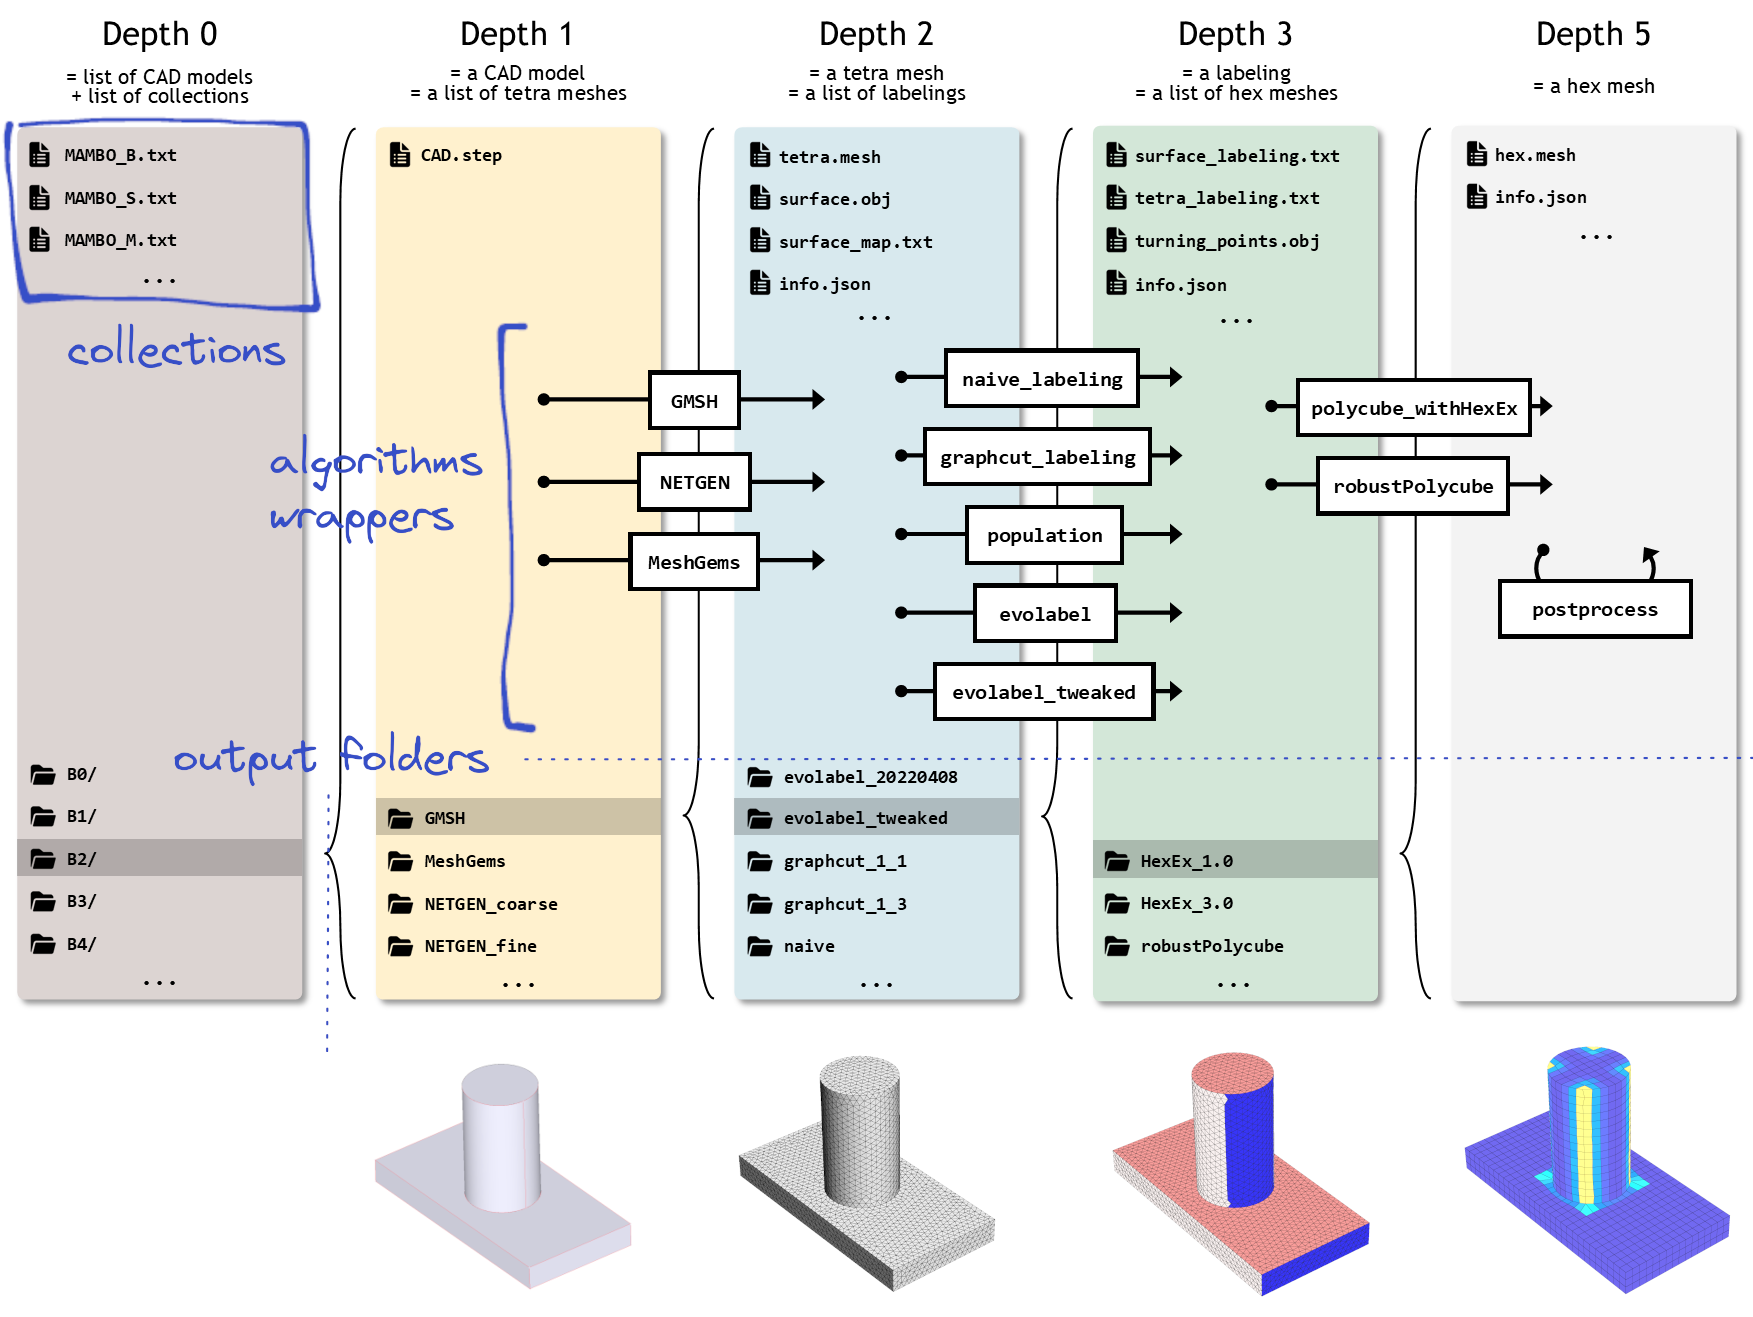 Depth 0
= list of CAD models
+ list of collections
MAMBO_B.txt
MAMBO_S.txt
MAMBO_M.txt
...
collections
B0/
B1/
B2/
B3/
B4/
...
Depth 1
= a CAD model
= a list of tetra meshes
CAD.step
algorithms
wrappers
GMSH
NETGEN
MeshGems
output folders
GMSH
MeshGems
NETGEN_coarse
NETGEN_fine
...
Depth 2
= a tetra mesh
= a list of labelings
tetra.mesh
surface.obj
surface_map.txt
info.json
...
naive_labeling
graphcut_labeling
population
evolabel
evolabel_tweaked
evolabel_20220408
evolabel_tweaked
graphcut_1_1
graphcut_1_3
naive
...
Depth 3
= a labeling
= a list of hex meshes
surface_labeling.txt
tetra_labeling.txt
turning_points.obj
info.json
...
polycube_withHexEx
robustPolycube
HexEx_1.0
HexEx_3.0
robustPolycube
...
Depth 5
= a hex mesh
hex.mesh
info.json
...
postprocess